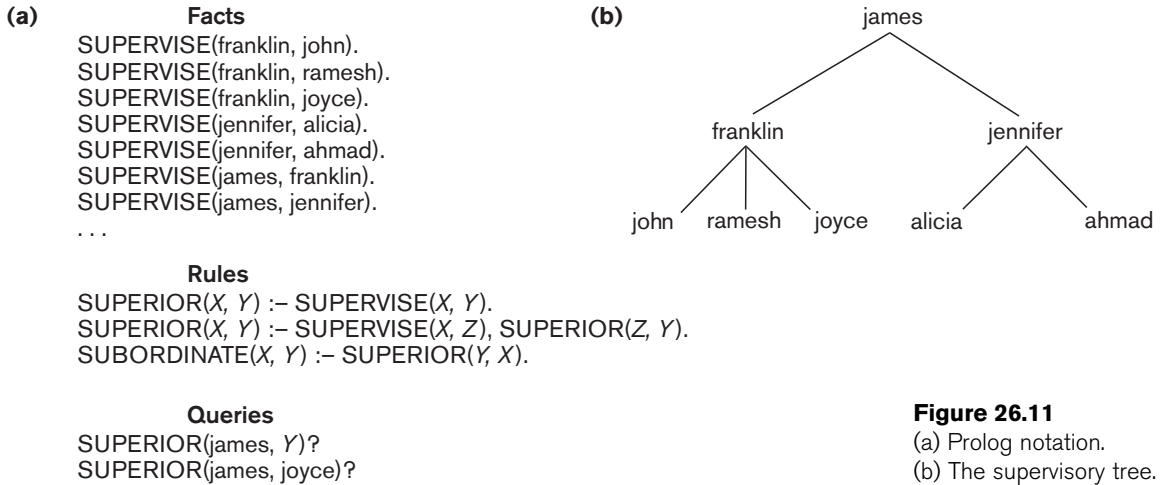 (a)
Facts
SUPERVISE(franklin, john).
SUPERVISE(franklin, ramesh).
SUPERVISE(franklin, joyce).
SUPERVISE(jennifer, alicia).
SUPERVISE(jennifer, ahmad).
SUPERVISE(james, franklin).
SUPERVISE(james, jennifer).
. . .
Rules
SUPERIOR(X, Y) :– SUPERVISE(X, Y).
SUPERIOR(X, Y) :– SUPERVISE(X, Z), SUPERIOR(Z, Y).
SUBORDINATE(X, Y) :– SUPERIOR(Y, X).
Queries
SUPERIOR(james, Y)?
SUPERIOR(james, joyce)?
(b)
james
franklin jennifer
john ramesh joyce alicia ahmad
Figure 26.11
(a) Prolog notation.
(b) The supervisory tree.